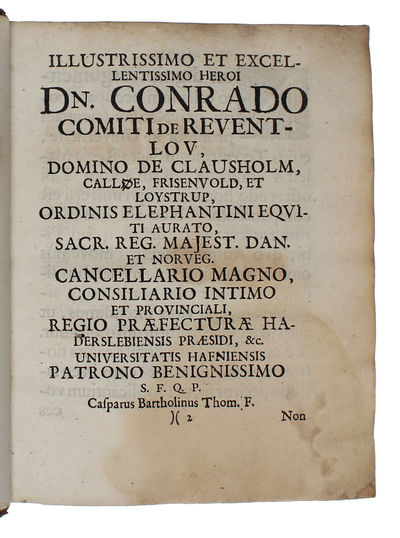 ILLUSTRISSIMO ET EXCEL-
LENTISSIMO HEROI
DN. CONRADO
COMITI DE REVENT-
LOV,
DOMINO DE CLAUSHOLM,
CALLØE, FRISENVOLD, ET
LOYSTRUP,
ORDINIS ELEPHANTINI EQVI-
TI AURATO,
SACR. REG. MAJEST. DAN.
ET NORVEG.
CANCELLARIO MAGNO,
CONSILIARIO INTIMO
ET PROVINCIALI,
REGIO PRÆFECTURÆ HA-
DERSLEBIENSIS PRÆSIDI, &c.
UNIVERSITATIS HAFNIENSIS
PATRONO BENIGNISSIMO
S. F. Q. P.
Casparus Bartholinus Thom. F.
)( 2 Non